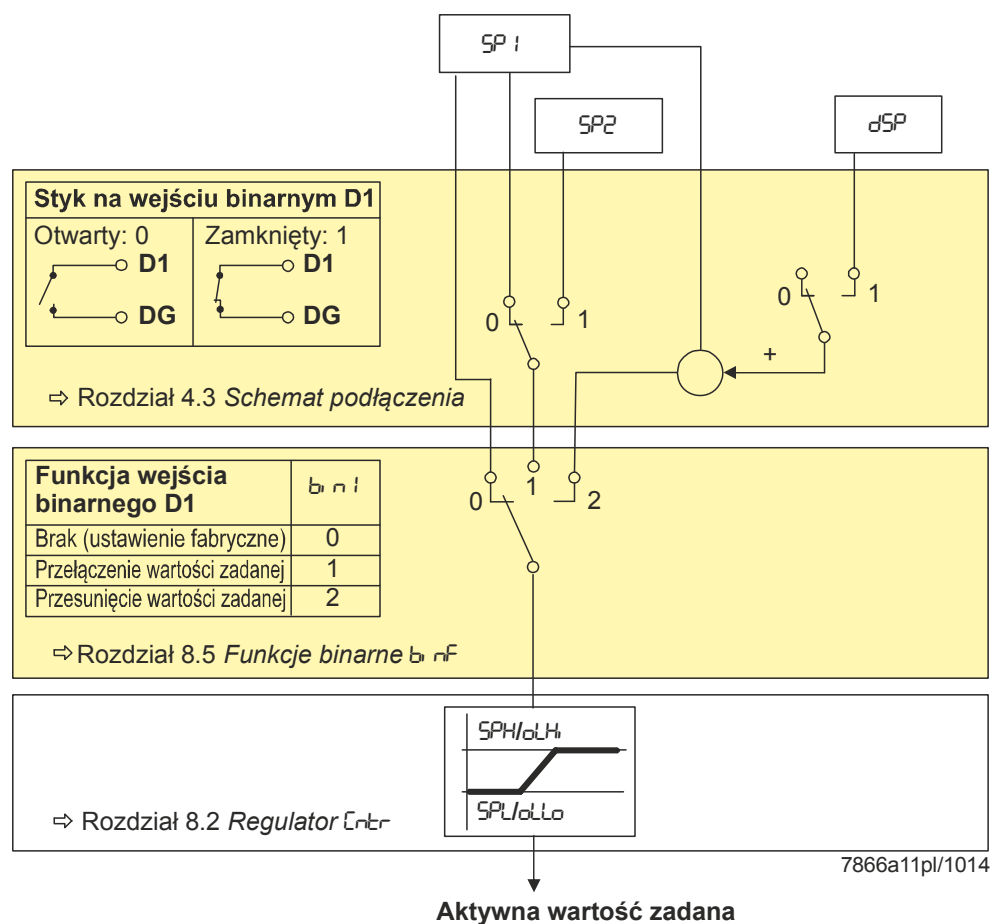 SP1
SP2
dSP
Styk na wejściu binarnym D1
Otwarty: 0
Zamknięty: 1
D1
DG
D1
DG
0
1
0
1
+
⇨ Rozdział 4.3 Schemat podłączenia
Funkcja wejścia binarnego D1
bin1
Brak (ustawienie fabryczne)
0
Przełączenie wartości zadanej
1
Przesunięcie wartości zadanej
2
0
1
2
⇨ Rozdział 8.5 Funkcje binarne binF
SPH/oLHi
SPL/oLLo
⇨ Rozdział 8.2 Regulator Cntr
7866a11pl/1014
Aktywna wartość zadana